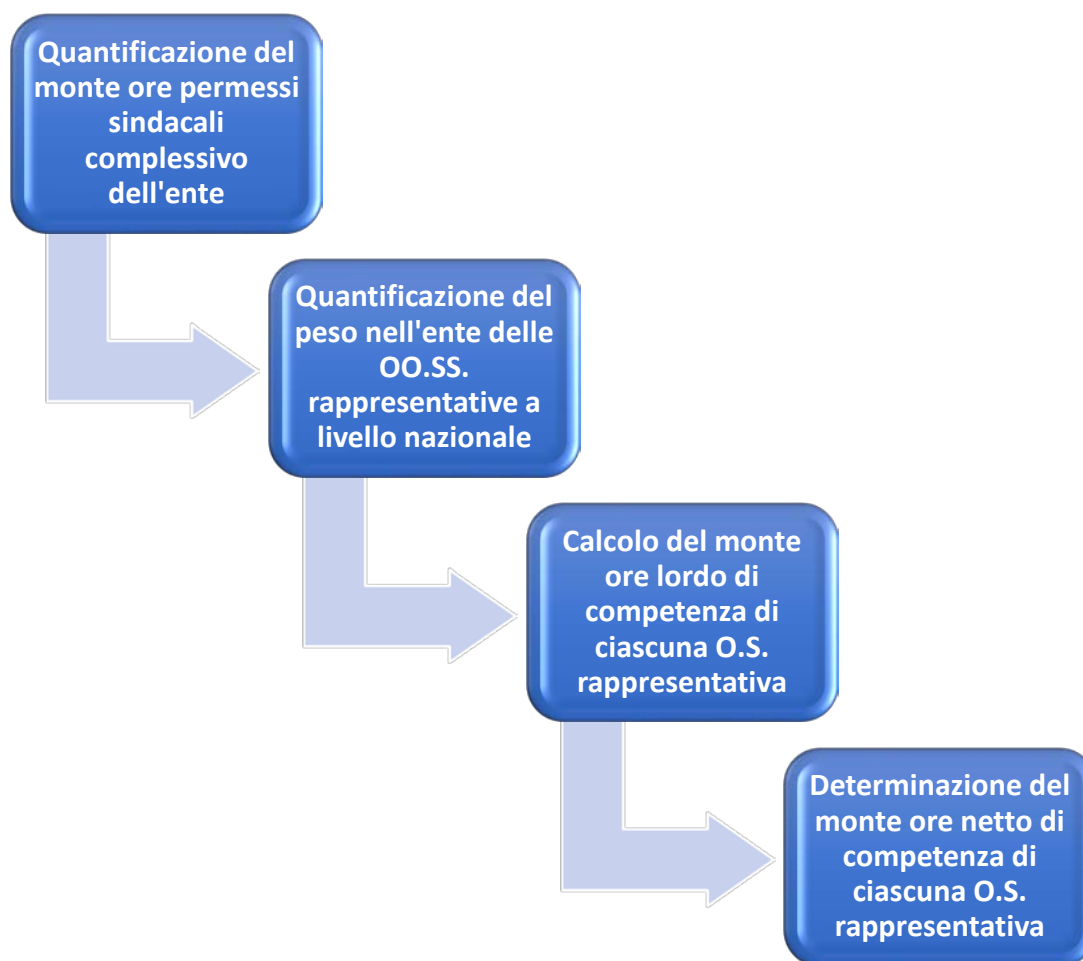 Quantificazione del
monte ore permessi
sindacali
complessivo
dell'ente
Quantificazione del
peso nell'ente delle
OO.SS.
rappresentative a
livello nazionale
Calcolo del monte
ore lordo di
competenza di
ciascuna O.S.
rappresentativa
Determinazione del
monte ore netto di
competenza di
ciascuna O.S.
rappresentativa